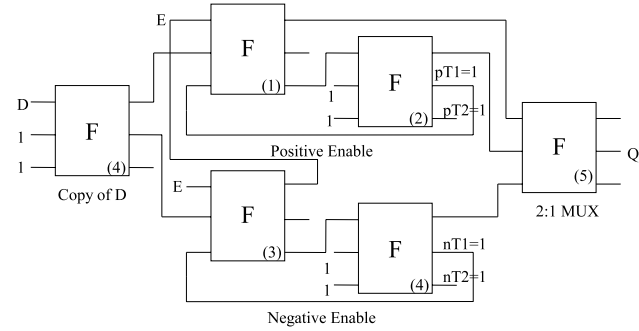 E
F
(1)
F
pT1=1
1
pT2=1
1
(2)
D
F
1
1
(4)
Copy of D
Positive Enable
F
Q
(5)
2:1 MUX
E
F
(3)
F
nT1=1
1
nT2=1
1
(4)
Negative Enable